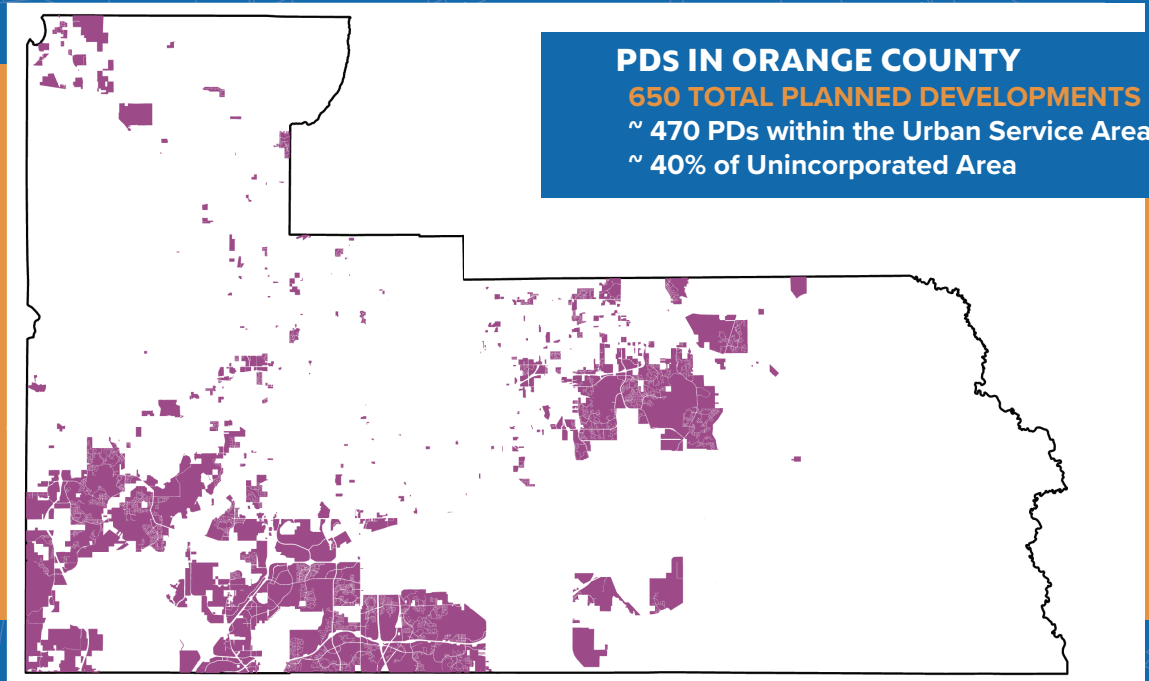 PDs IN ORANGE COUNTY
650 TOTAL PLANNED DEVELOPMENTS
~ 470 PDs within the Urban Service Area
~ 40% of Unincorporated Area